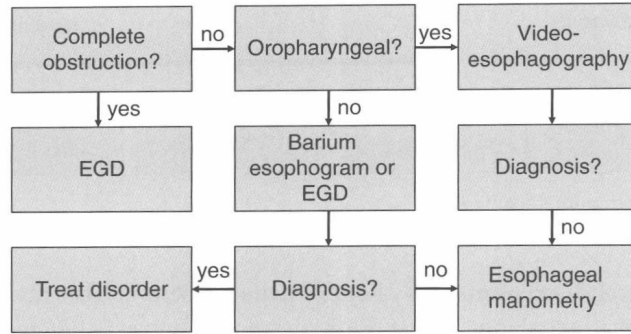 Complete
obstruction?
no
Oropharyngeal?
yes
Video-
esophagography
yes
no
EGD
Barium
esophogram or
EGD
Diagnosis?
no
Treat disorder
yes
Diagnosis?
no
Esophageal
manometry